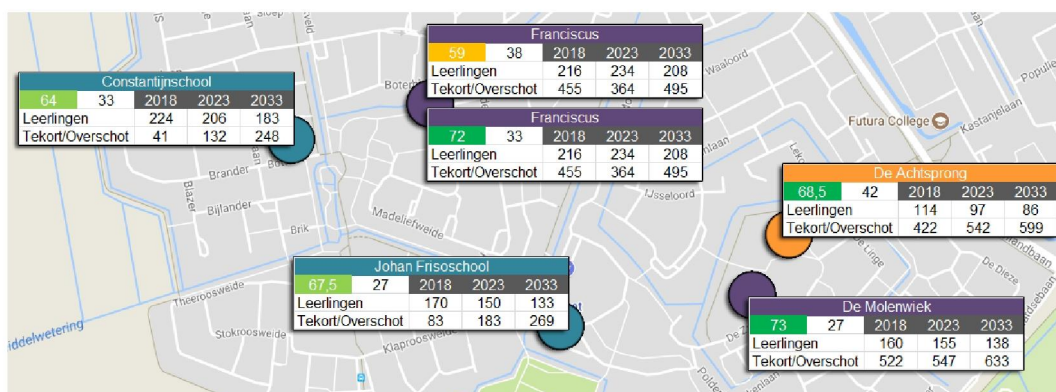 Franciscus
59 38 2018 2023 2033
Leerlingen 216 234 208
Tekort/Overschot 455 364 495
Constantijnschool
64 33 2018 2023 2033
Leerlingen 224 206 183
Tekort/Overschot 41 132 248
Franciscus
72 33 2018 2023 2033
Leerlingen 216 234 208
Tekort/Overschot 455 364 495
Waaloord
Populie
Kastanjelaan
Futura College
De Achtsprong
68,5 42 2018 2023 2033
Leerlingen 114 97 86
Tekort/Overschot 422 542 599
Brander
Blazer
Bijlander
Brik
Madeliefweide
IJsseloord
De Dieze
Johan Frisoschool
67,5 27 2018 2023 2033
Leerlingen 170 150 133
Tekort/Overschot 83 183 269
Theeroosweide
Stokroosweide
Klaprooosweide
iddelwetering
De Molenwiek
73 27 2018 2023 2033
Leerlingen 160 155 138
Tekort/Overschot 522 547 633